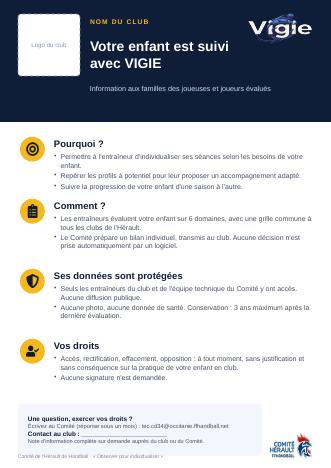 Logo du club
NOM DU CLUB
Vigie
Votre enfant est suivi
avec VIGIE
Information aux familles des joueuses et joueurs évalués
Pourquoi ?
• Permettre à l'entraîneur d'individualiser ses séances selon les besoins de votre
enfant.
• Repérer les profils à potentiel pour leur proposer un accompagnement adapté.
• Suivre la progression de votre enfant d'une saison à l'autre.
Comment ?
• Les entraîneurs évaluent votre enfant sur 6 domaines, avec une grille commune à
tous les clubs de l'Hérault.
• Le Comité prépare un bilan individuel, transmis au club. Aucune décision n'est
prise automatiquement par un logiciel.
Ses données sont protégées
• Seuls les entraîneurs du club et de l'équipe technique du Comité y ont accès.
Aucune diffusion publique.
• Aucune photo, aucune donnée de santé. Conservation : 3 ans maximum après la
dernière évaluation.
Vos droits
• Accès, rectification, effacement, opposition : à tout moment, sans justification et
sans conséquence sur la pratique de votre enfant en club.
• Aucune signature n'est demandée.
Une question, exercer vos droits ?
Écrivez au Comité (réponse sous un mois) : tec.cd34@occitanie.ffhandball.net
Contact au club :
Note d'information complète sur demande auprès du club ou du Comité.
Comité de l'Hérault de Handball · « Observer pour individualiser »
COMITÉ
HÉRAULT
FFHANDBALL